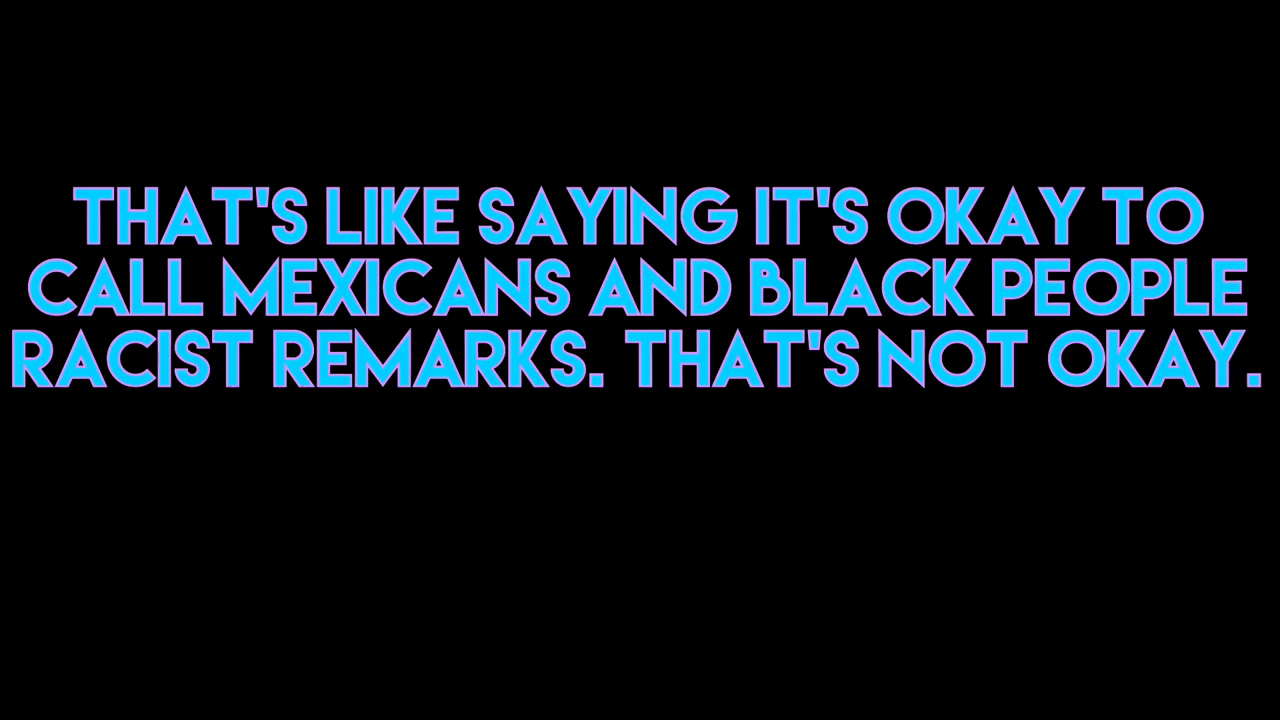 THAT'S LIKE SAYING IT'S OKAY TO
CALL MEXICANS AND BLACK PEOPLE
RACIST REMARKS. THAT'S NOT OKAY.